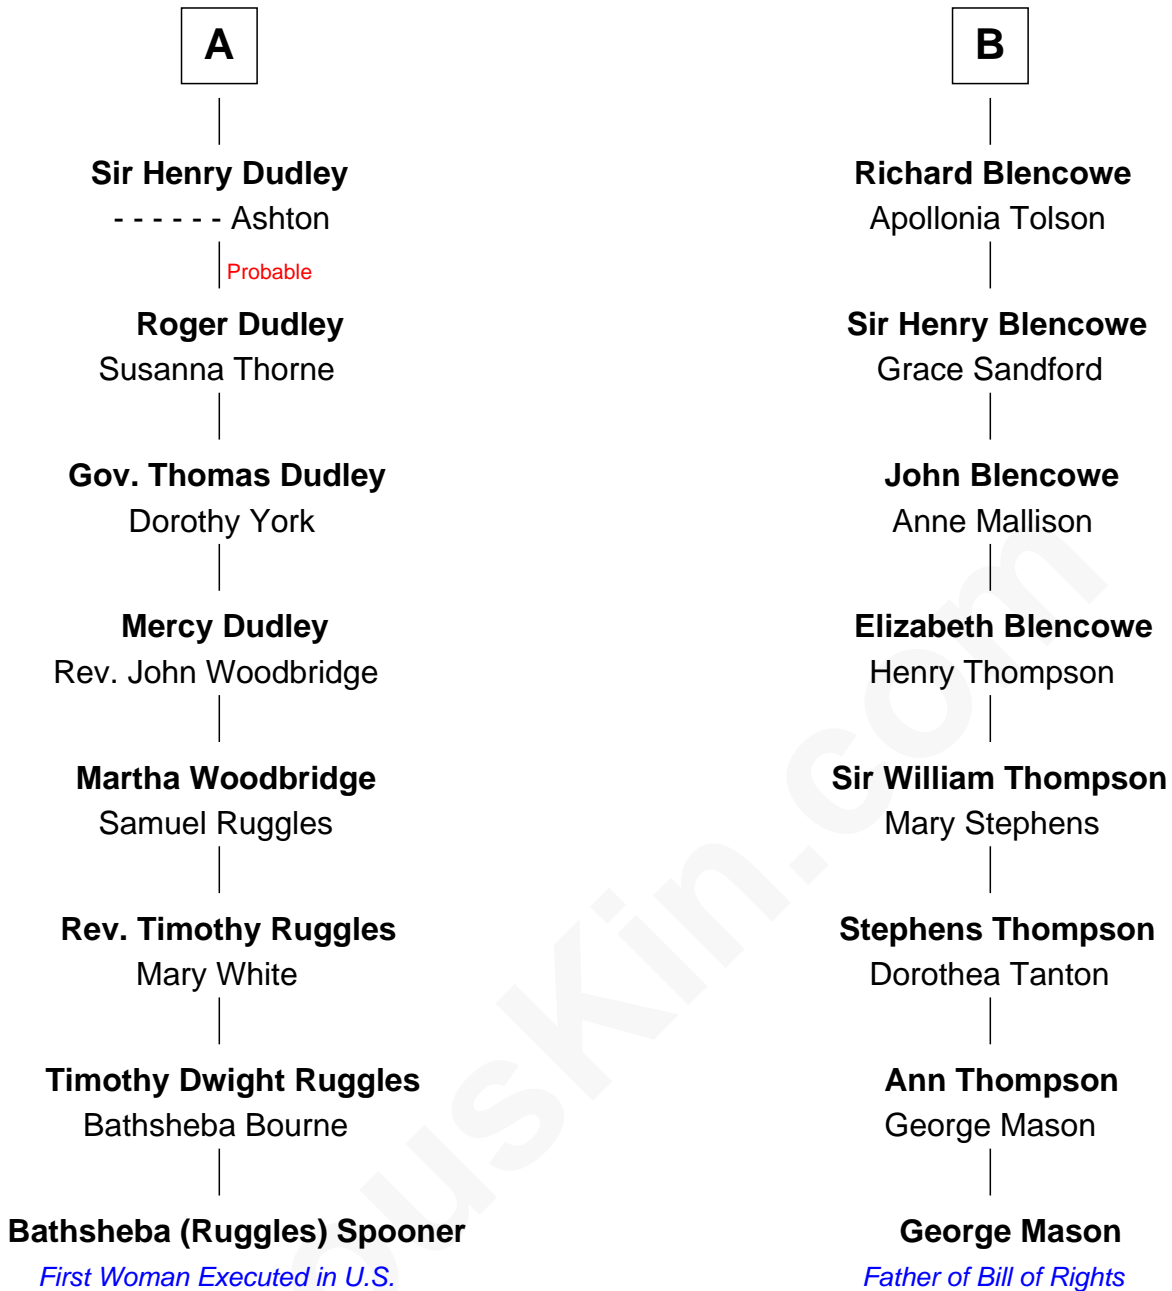 A
Sir Henry Dudley
- - - - - - Ashton
Probable
Roger Dudley
Susanna Thorne
Gov. Thomas Dudley
Dorothy York
Mercy Dudley
Rev. John Woodbridge
Martha Woodbridge
Samuel Ruggles
Rev. Timothy Ruggles
Mary White
Timothy Dwight Ruggles
Bathsheba Bourne
Bathsheba (Ruggles) Spooner
First Woman Executed in U.S.
B
Richard Blencowe
Apollonia Tolson
Sir Henry Blencowe
Grace Sandford
John Blencowe
Anne Mallison
Elizabeth Blencowe
Henry Thompson
Sir William Thompson
Mary Stephens
Stephens Thompson
Dorothea Tanton
Ann Thompson
George Mason
George Mason
Father of Bill of Rights
ousKin.com